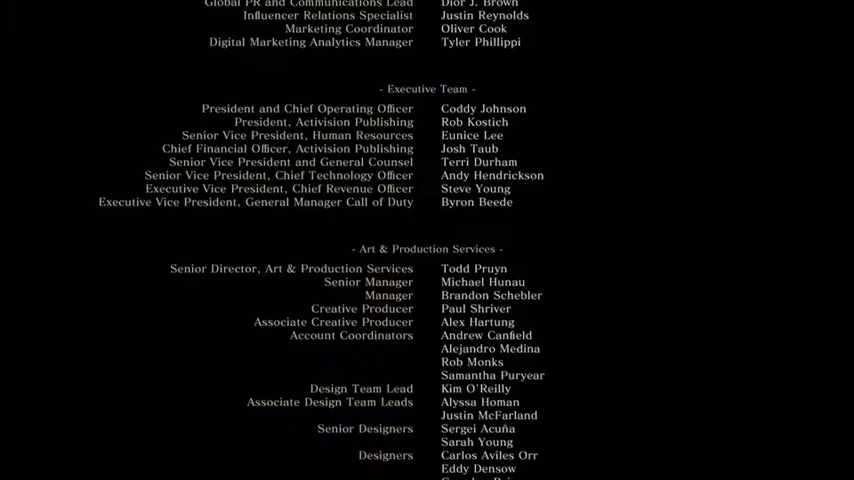 Global PR and Communications Lead Dior J. Brown
Influencer Relations Specialist Justin Reynolds
Marketing Coordinator Oliver Cook
Digital Marketing Analytics Manager Tyler Phillippi
- Executive Team -
President and Chief Operating Officer Coddy Johnson
President, Activision Publishing Rob Kostich
Senior Vice President, Human Resources Eunice Lee
Chief Financial Officer, Activision Publishing Josh Taub
Senior Vice President and General Counsel Terri Durham
Senior Vice President, Chief Technology Officer Andy Hendrickson
Executive Vice President, Chief Revenue Officer Steve Young
Executive Vice President, General Manager Call of Duty Byron Beede
- Art & Production Services -
Senior Director, Art & Production Services Todd Pruyn
Senior Manager Michael Hunau
Manager Brandon Schebler
Creative Producer Paul Shriver
Associate Creative Producer Alex Hartung
Account Coordinators Andrew Canfield
Alejandro Medina
Rob Monks
Samantha Puryear
Design Team Lead Kim O'Reilly
Associate Design Team Leads Alyssa Homan
Justin McFarland
Senior Designers Sergei Acuña
Sarah Young
Designers Carlos Aviles Orr
Eddy Densow